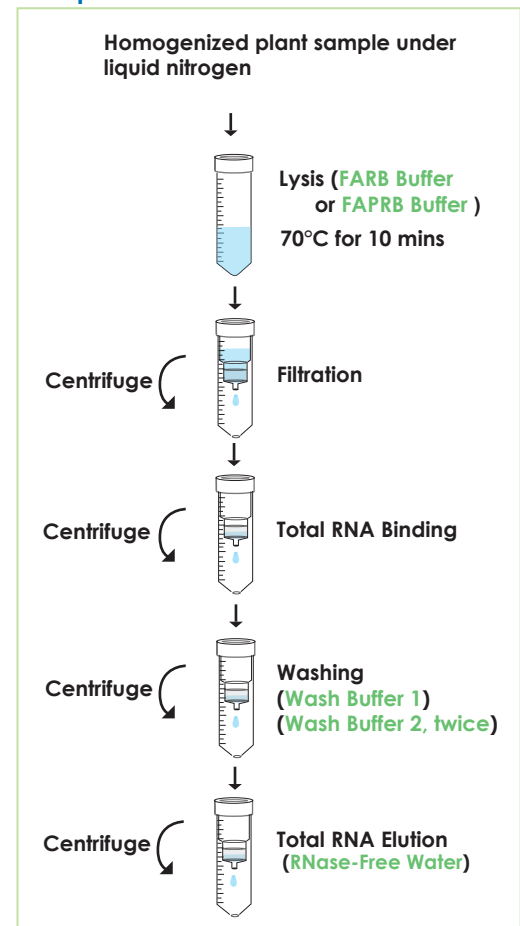 Homogenized plant sample under
liquid nitrogen
Lysis (FARB Buffer
or FAPRB Buffer )
70°C for 10 mins
Centrifuge
Filtration
Centrifuge
Total RNA Binding
Centrifuge
Washing
(Wash Buffer 1)
(Wash Buffer 2, twice)
Centrifuge
Total RNA Elution
(RNase-Free Water)